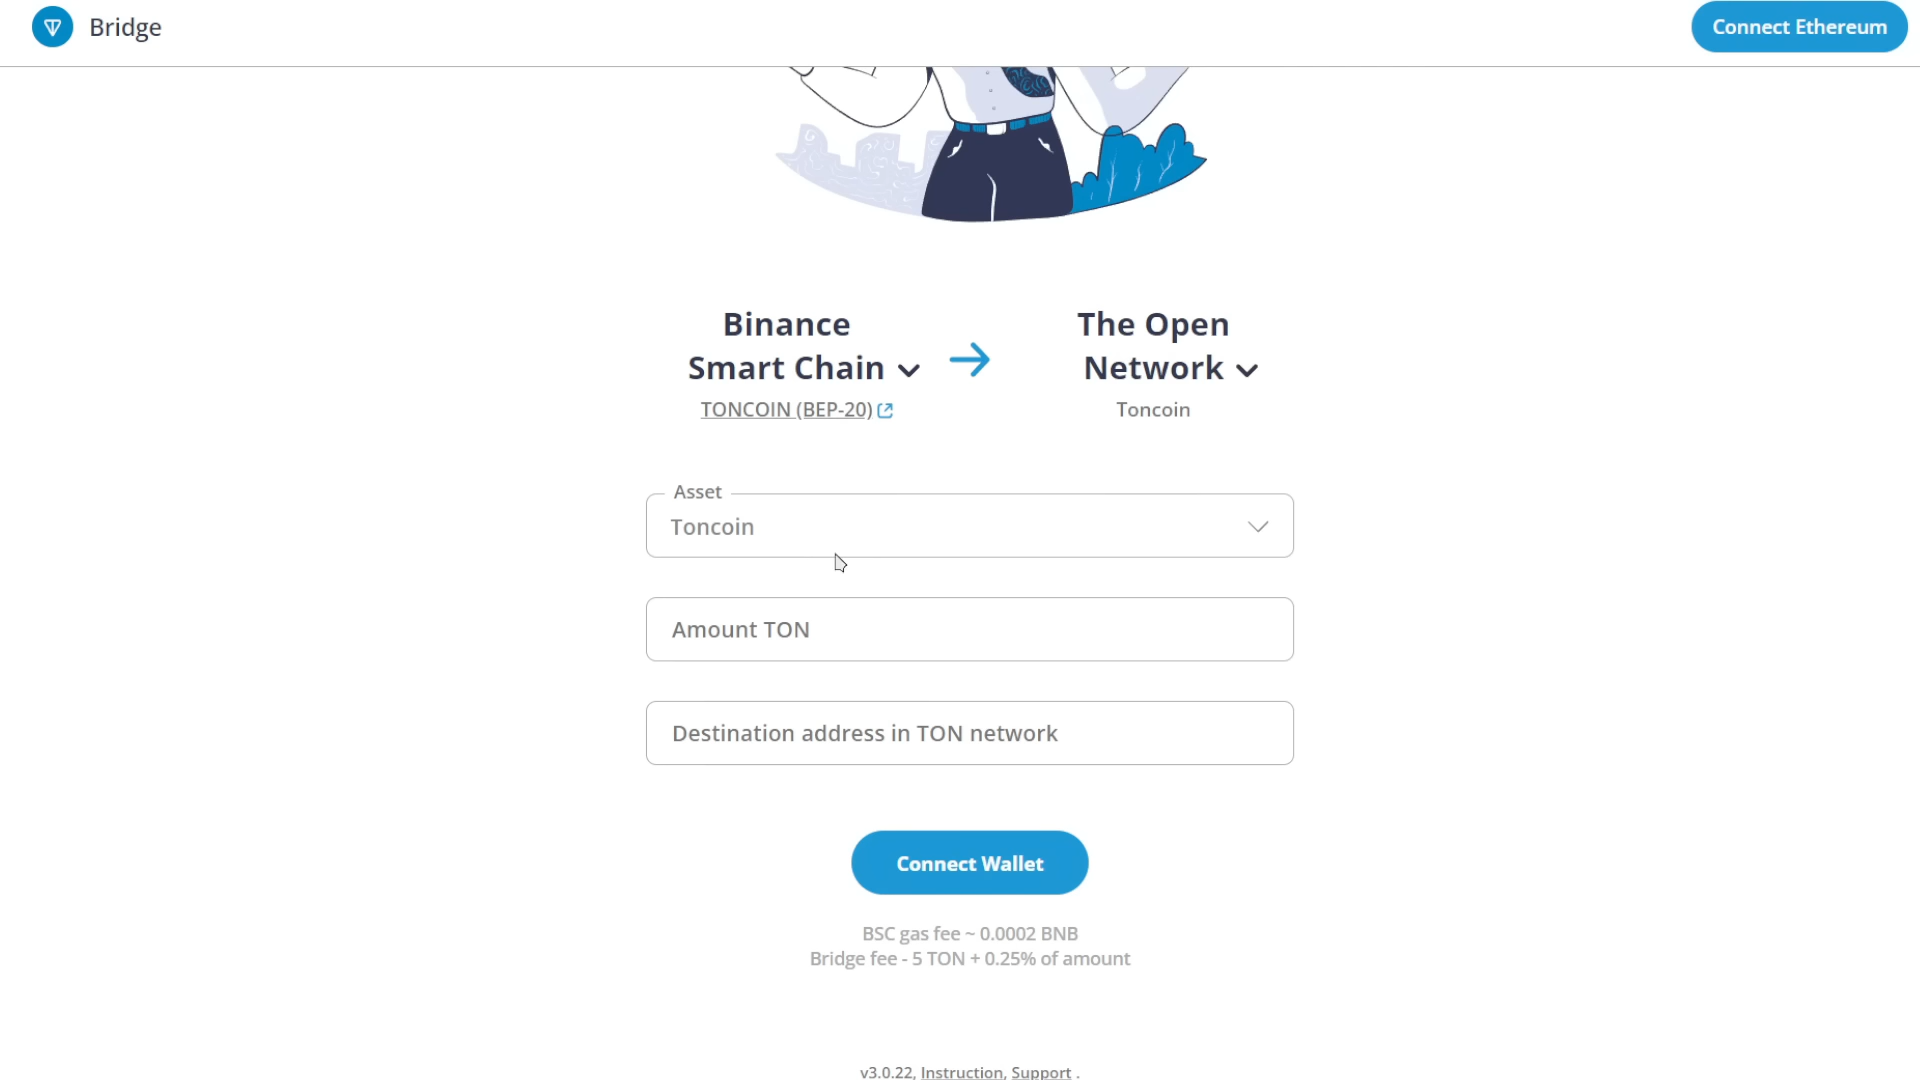 Bridge
Connect Ethereum
Binance
Smart Chain
The Open
Network
TONCOIN (BEP-20)
Toncoin
Asset
Toncoin
Amount TON
Destination address in TON network
Connect Wallet
BSC gas fee ~ 0.0002 BNB
Bridge fee - 5 TON + 0.25% of amount
v3.0.22, Instruction, Support .